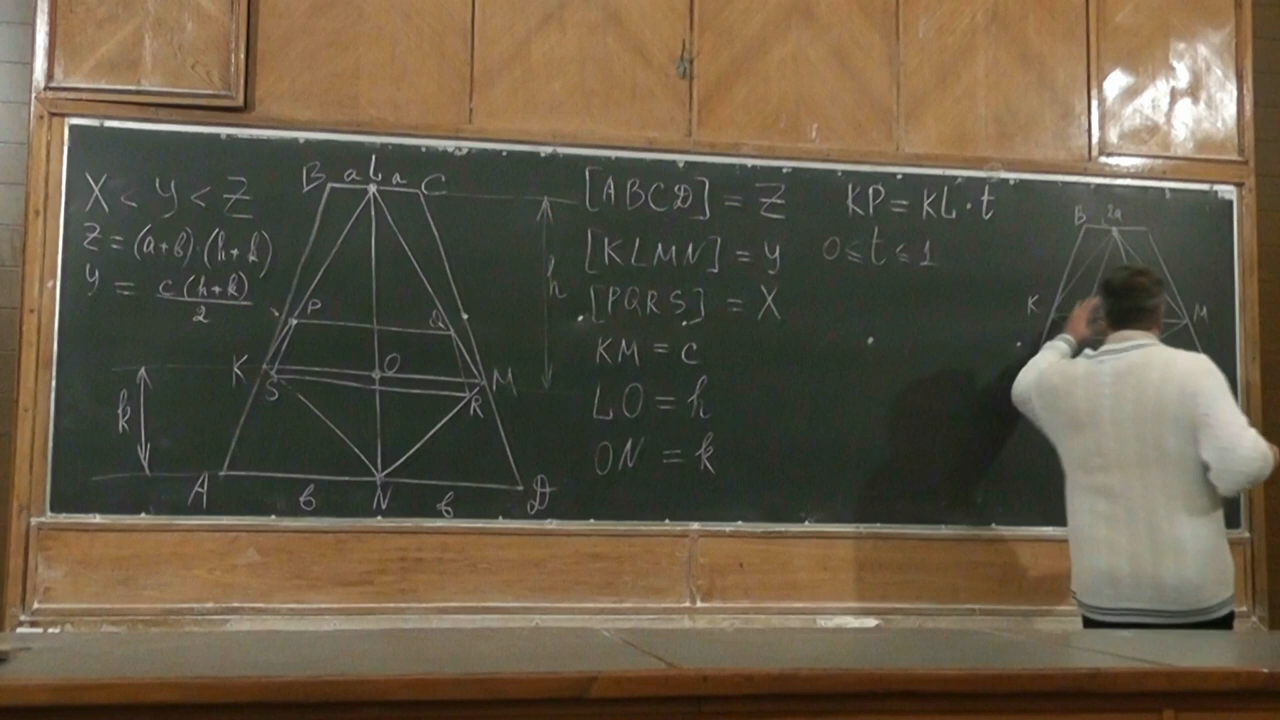 X < y < Z
Z = (a+b)·(h+k)
y = c(h+k)
2
B a L a C
P Q
K O M
S R
k
h
A b N b D
[ABCD] = Z
[KLMN] = y
[PQRS] = X
KM = c
LO = h
ON = k
KP = KL·t
0 ≤ t ≤ 1
B 2a
K M